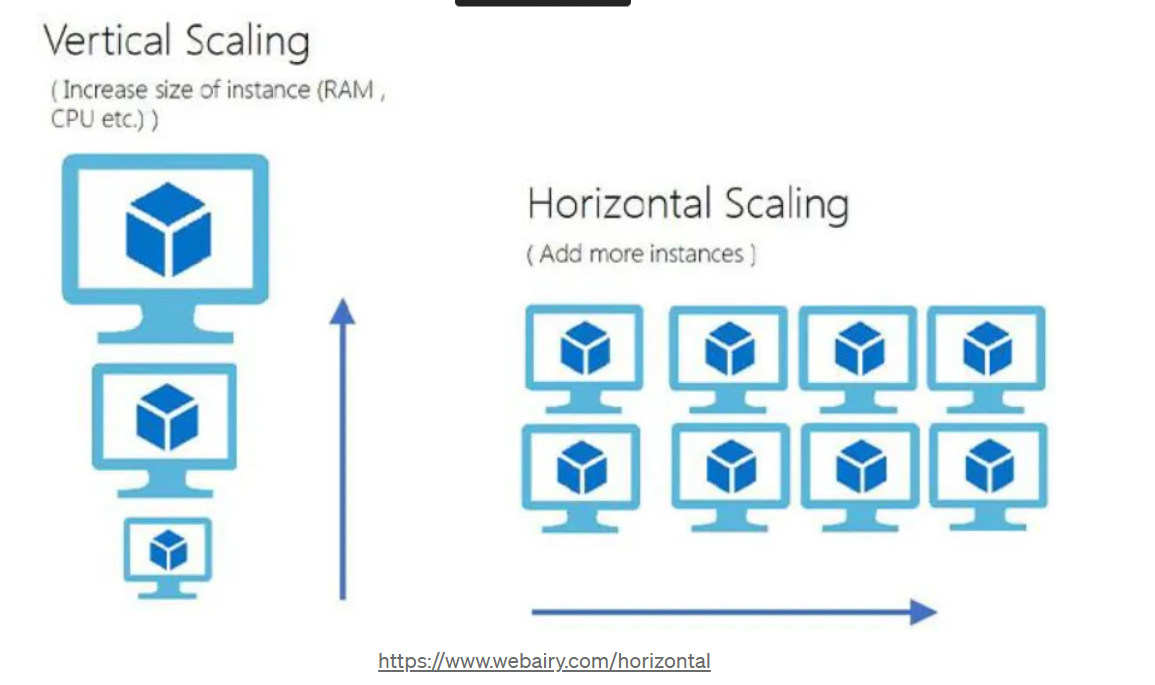 Vertical Scaling
( Increase size of instance (RAM ,
CPU etc.) )
Horizontal Scaling
( Add more instances )
https://www.webairy.com/horizontal